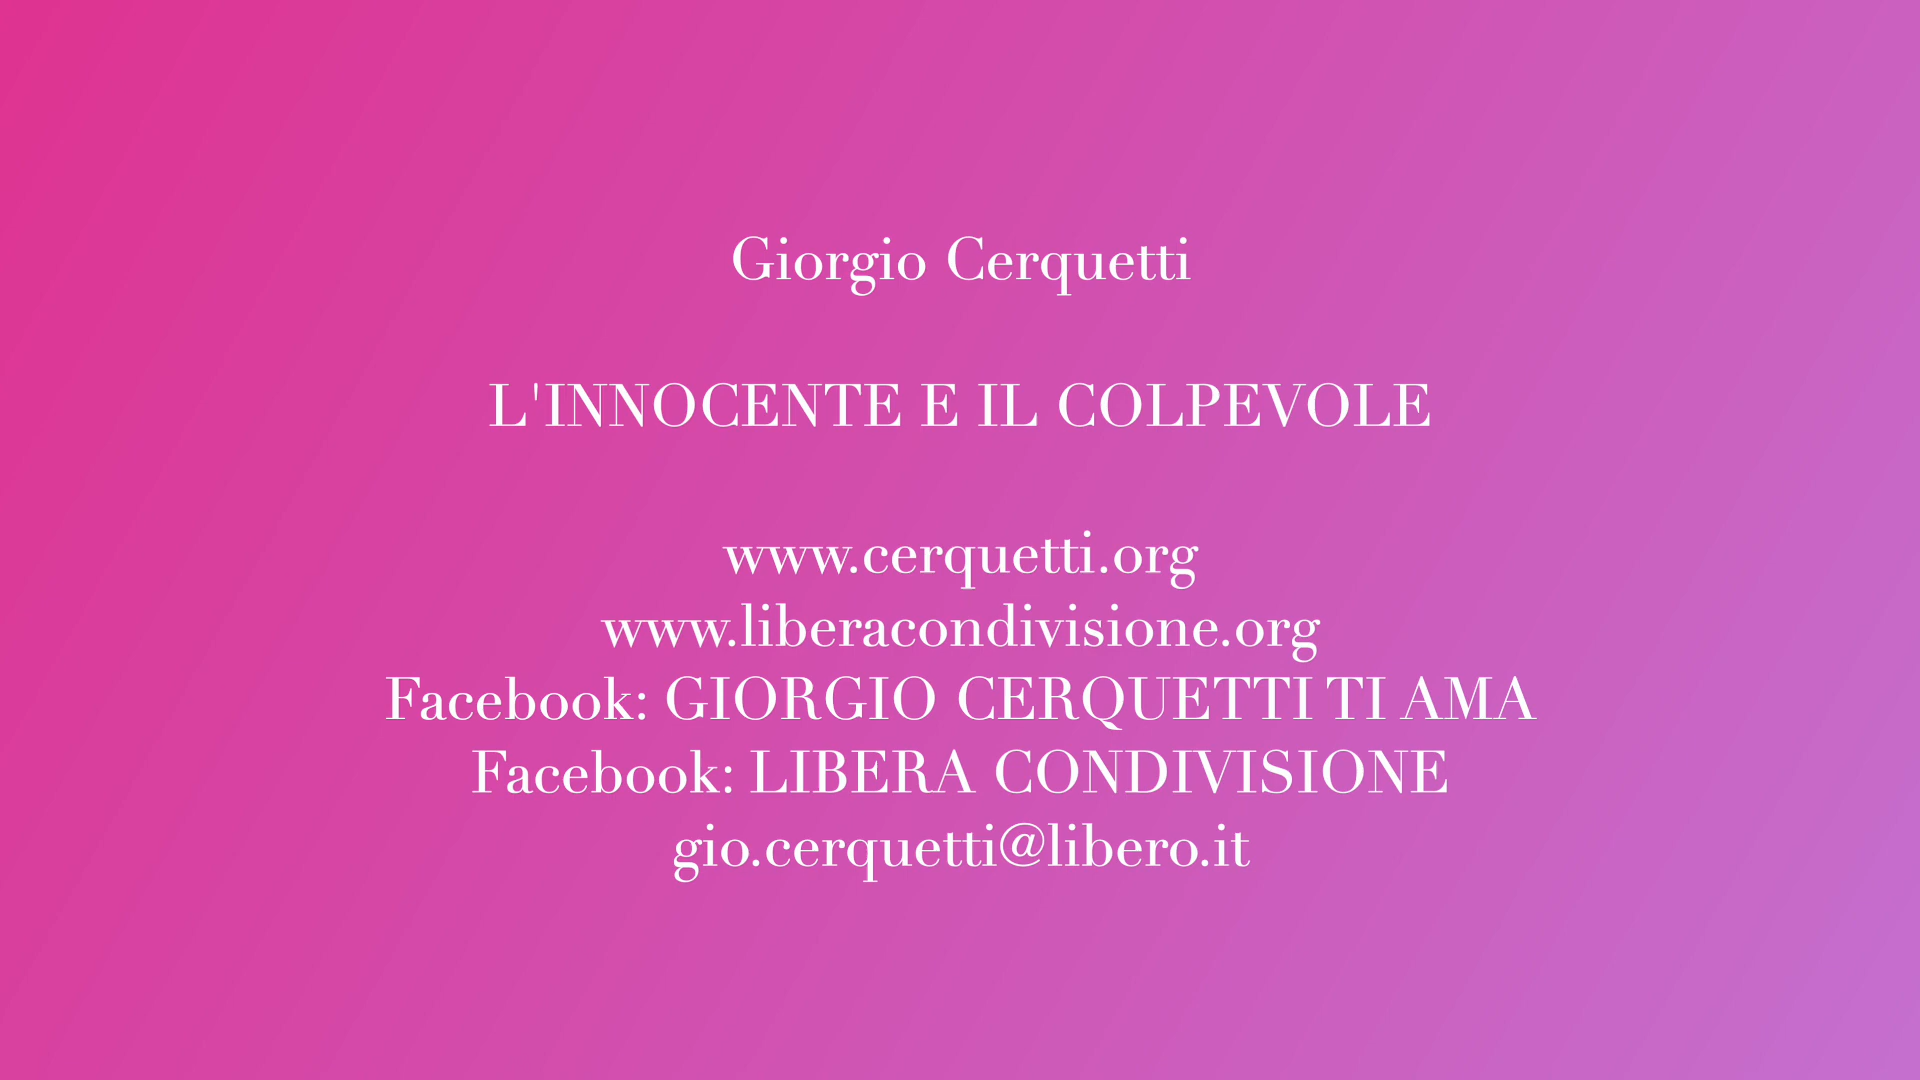 Giorgio Cerquetti
L'INNOCENTE E IL COLPEVOLE
www.cerquetti.org
www.liberacondivisione.org
Facebook: GIORGIO CERQUETTI TI AMA
Facebook: LIBERA CONDIVISIONE
gio.cerquetti@libero.it